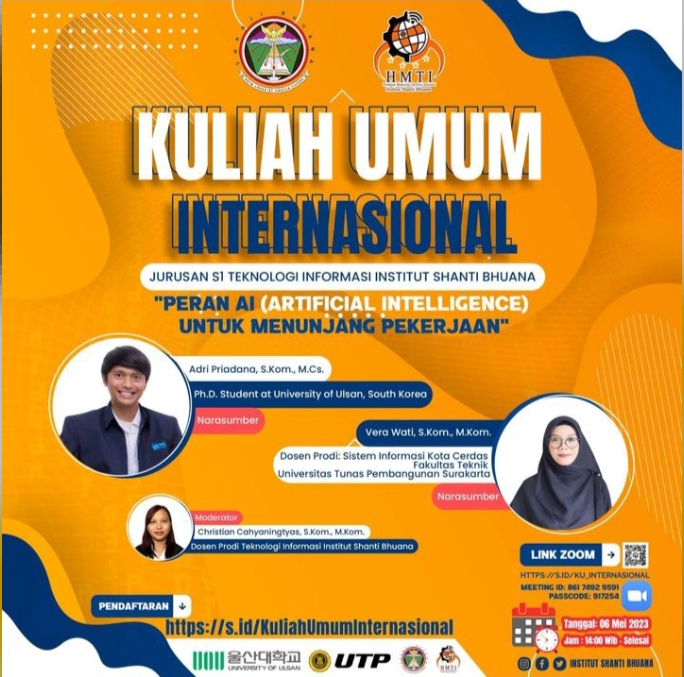 HMTI
KULIAH UMUM
INTERNASIONAL
JURUSAN S1 TEKNOLOGI INFORMASI INSTITUT SHANTI BHUANA
"PERAN AI (ARTIFICIAL INTELLIGENCE)
UNTUK MENUNJANG PEKERJAAN"
Adri Priadana, S.Kom., M.Cs.
Ph.D. Student at University of Ulsan, South Korea
Narasumber
Vera Wati, S.Kom., M.Kom.
Dosen Prodi: Sistem Informasi Kota Cerdas
Fakultas Teknik
Universitas Tunas Pembangunan Surakarta
Narasumber
Moderator
Christian Cahyaningtyas, S.Kom., M.Kom.
Dosen Prodi Teknologi Informasi Institut Shanti Bhuana
LINK ZOOM
HTTPS://S.ID/KU_INTERNASIONAL
MEETING ID: 861 7492 9591
PASSCODE: 917254
PENDAFTARAN
https://s.id/KuliahUmumInternasional
Tanggal: 06 Mei 2023
Jam : 14:00 Wib - Selesai
울산대학교
UNIVERSITY OF ULSAN
UTP
HMTI
INSTITUT SHANTI BHUANA